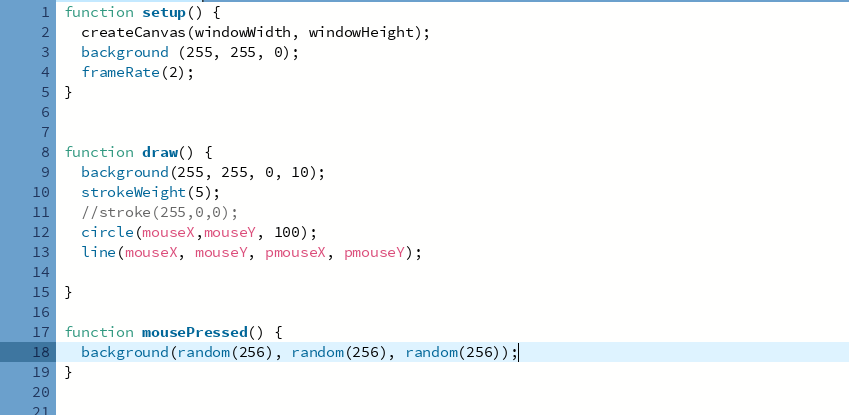 1 function setup() {
2   createCanvas(windowWidth, windowHeight);
3   background (255, 255, 0);
4   frameRate(2);
5 }
6
7
8 function draw() {
9   background(255, 255, 0, 10);
10   strokeWeight(5);
11   //stroke(255,0,0);
12   circle(mouseX,mouseY, 100);
13   line(mouseX, mouseY, pmouseX, pmouseY);
14
15 }
16
17 function mousePressed() {
18   background(random(256), random(256), random(256));
19 }
20
21